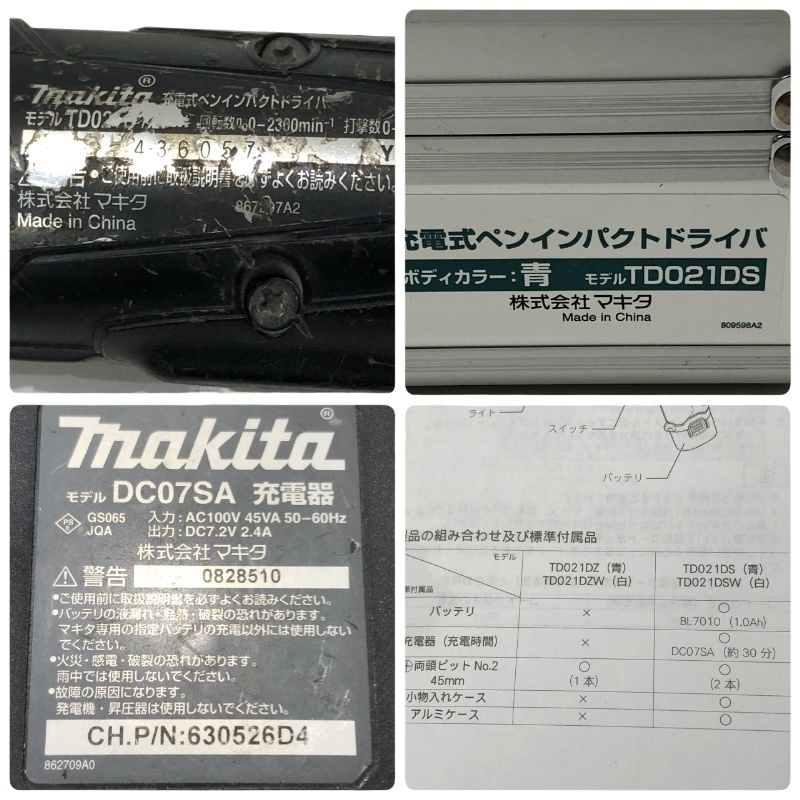 makita® 充電式ペンインパクトドライバ
モデル TD02 回転数n₀0-2300min⁻¹ 打撃数0-
436057 Y
警告・ご使用前に取扱説明書を必ずよくお読みください。
株式会社 マキタ
Made in China
充電式ペンインパクトドライバ
ボディカラー：青 モデル TD021DS
株式会社 マキタ
Made in China
809598A2
makita®
モデル DC07SA 充電器
PS E GS065 JQA
入力：AC100V 45VA 50-60Hz
出力：DC7.2V 2.4A
株式会社 マキタ
警告 0828510
●ご使用前に取扱説明書を必ずよくお読みください。
●バッテリの液漏れ・発熱・破裂の恐れがあります。
マキタ専用の指定バッテリの充電以外には使用しない
でください。
●火災・感電・破裂の恐れがあります。
雨中では使用しないでください。
●故障の原因になります。
発電機・昇圧器は使用しないでください。
CH.P/N:630526D4
862709A0
ライト
スイッチ
バッテリ
品の組み合わせ及び標準付属品
モデル TD021DZ（青） TD021DS（青）
付属品 TD021DZW（白） TD021DSW（白）
バッテリ × ○
BL7010（1.0Ah）
充電器（充電時間） × ○
DC07SA（約30分）
⊕両頭ビットNo.2 ○ ○
45mm （1本） （2本）
小物入れケース × ○
アルミケース × ○